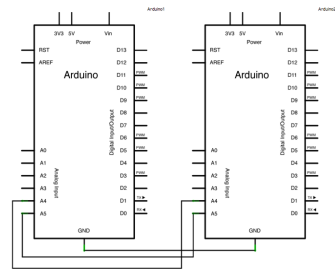 Arduino1
3V3 5V Vin
Power
RST
AREF
Arduino
D13
D12
D11 PWM
D10 PWM
D9 PWM
D8
D7
D6 PWM
D5 PWM
D4
D3 PWM
D2
D1 TX
D0 RX
Digital Input/Output
A0
A1
A2
A3
A4
A5
Analog Input
GND
Arduino2
3V3 5V Vin
Power
RST
AREF
Arduino
D13
D12
D11 PWM
D10 PWM
D9 PWM
D8
D7
D6 PWM
D5 PWM
D4
D3 PWM
D2
D1 TX
D0 RX
Digital Input/Output
A0
A1
A2
A3
A4
A5
Analog Input
GND